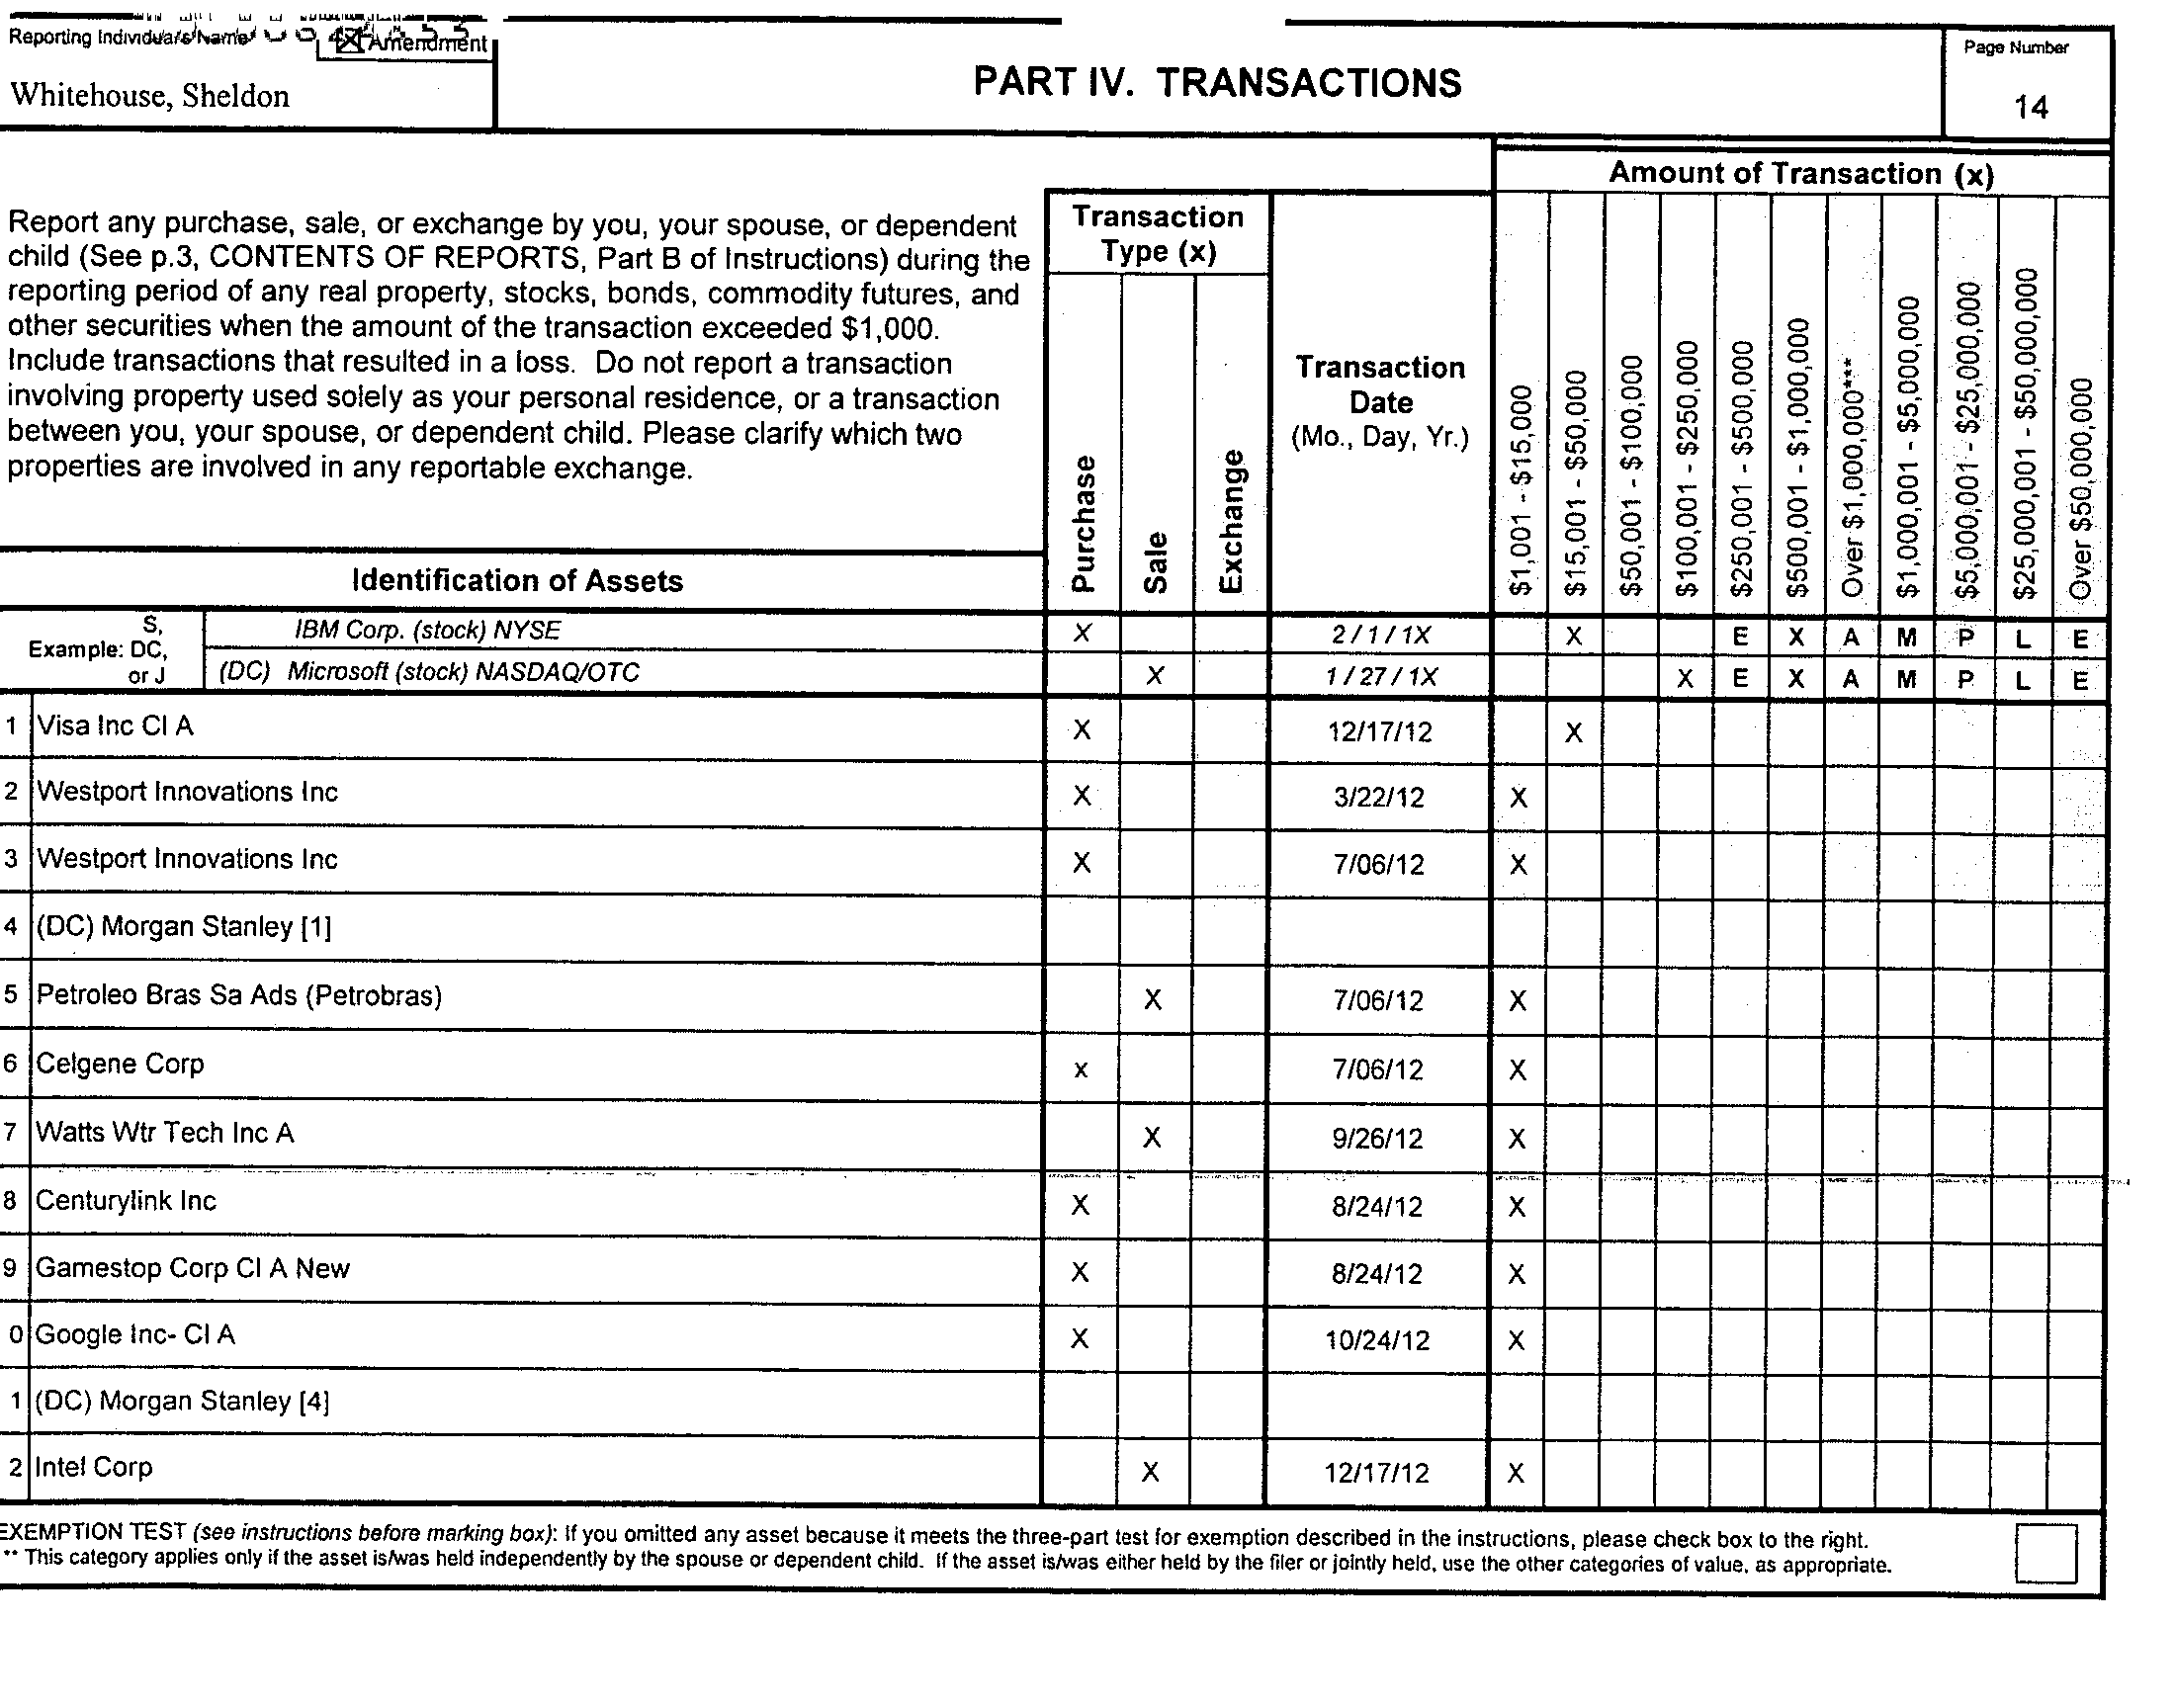 Reporting Individual's Name
Amendment
Whitehouse, Sheldon
PART IV. TRANSACTIONS
Page Number
14
Report any purchase, sale, or exchange by you, your spouse, or dependent
child (See p.3, CONTENTS OF REPORTS, Part B of Instructions) during the
reporting period of any real property, stocks, bonds, commodity futures, and
other securities when the amount of the transaction exceeded $1,000.
Include transactions that resulted in a loss. Do not report a transaction
involving property used solely as your personal residence, or a transaction
between you, your spouse, or dependent child. Please clarify which two
properties are involved in any reportable exchange.
Identification of Assets
Transaction
Type (x)
Purchase
Sale
Exchange
Transaction
Date
(Mo., Day, Yr.)
Amount of Transaction (x)
$1,001 - $15,000
$15,001 - $50,000
$50,001 - $100,000
$100,001 - $250,000
$250,001 - $500,000
$500,001 - $1,000,000
Over $1,000,000***
$1,000,001 - $5,000,000
$5,000,001 - $25,000,000
$25,000,001 - $50,000,000
Over $50,000,000
Example: S, DC, or J
IBM Corp. (stock) NYSE X 2 / 1 / 1X X E X A M P L E
(DC) Microsoft (stock) NASDAQ/OTC X 1 / 27 / 1X X E X A M P L E
1 Visa Inc Cl A X 12/17/12 X
2 Westport Innovations Inc X 3/22/12 X
3 Westport Innovations Inc X 7/06/12 X
4 (DC) Morgan Stanley [1]
5 Petroleo Bras Sa Ads (Petrobras) X 7/06/12 X
6 Celgene Corp x 7/06/12 X
7 Watts Wtr Tech Inc A X 9/26/12 X
8 Centurylink Inc X 8/24/12 X
9 Gamestop Corp Cl A New X 8/24/12 X
0 Google Inc- Cl A X 10/24/12 X
1 (DC) Morgan Stanley [4]
2 Intel Corp X 12/17/12 X
EXEMPTION TEST (see instructions before marking box): If you omitted any asset because it meets the three-part test for exemption described in the instructions, please check box to the right.
** This category applies only if the asset is/was held independently by the spouse or dependent child. If the asset is/was either held by the filer or jointly held, use the other categories of value, as appropriate.